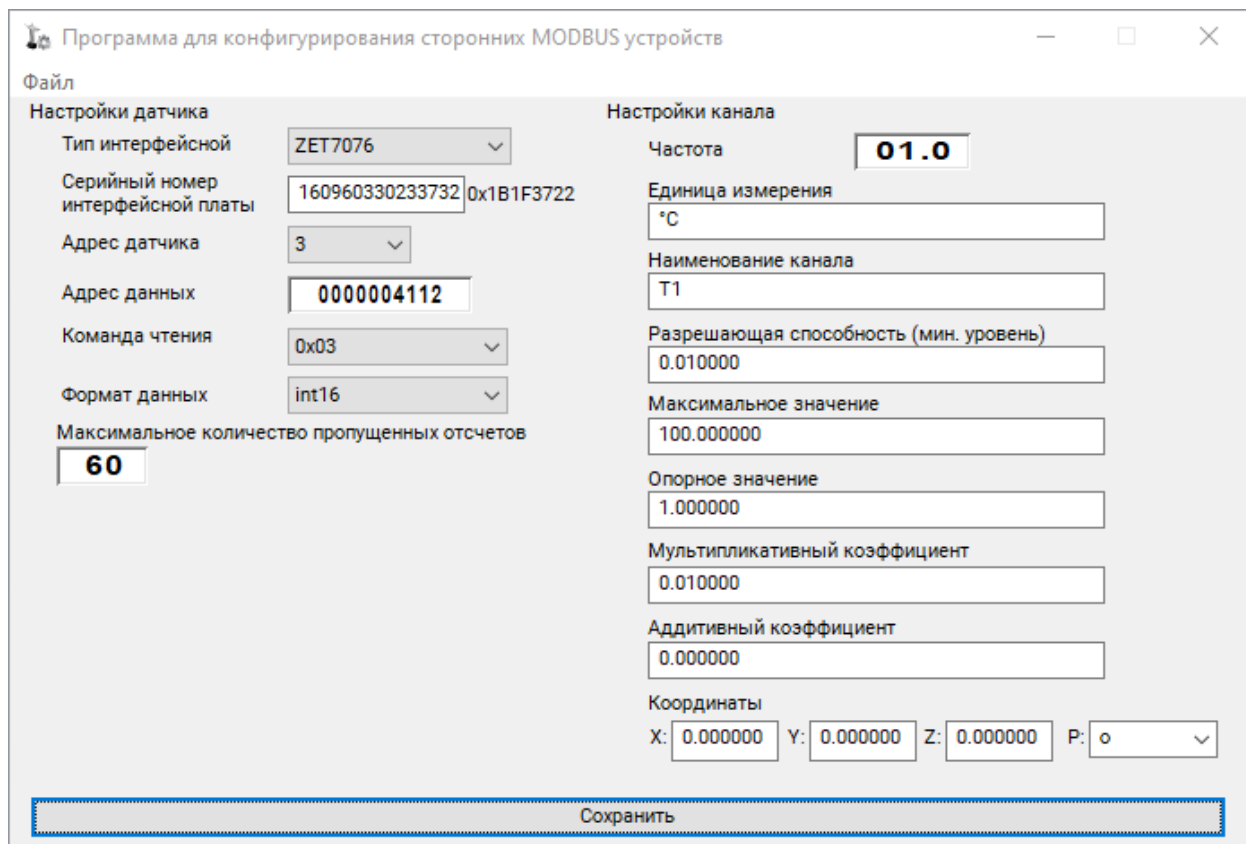 Программа для конфигурирования сторонних MODBUS устройств
Файл
Настройки датчика
Тип интерфейсной
ZET7076
Серийный номер
интерфейсной платы
160960330233732
0x1B1F3722
Адрес датчика
3
Адрес данных
0000004112
Команда чтения
0x03
Формат данных
int16
Максимальное количество пропущенных отсчетов
60
Настройки канала
Частота
01.0
Единица измерения
°C
Наименование канала
T1
Разрешающая способность (мин. уровень)
0.010000
Максимальное значение
100.000000
Опорное значение
1.000000
Мультипликативный коэффициент
0.010000
Аддитивный коэффициент
0.000000
Координаты
X: 0.000000 Y: 0.000000 Z: 0.000000 P: o
Сохранить